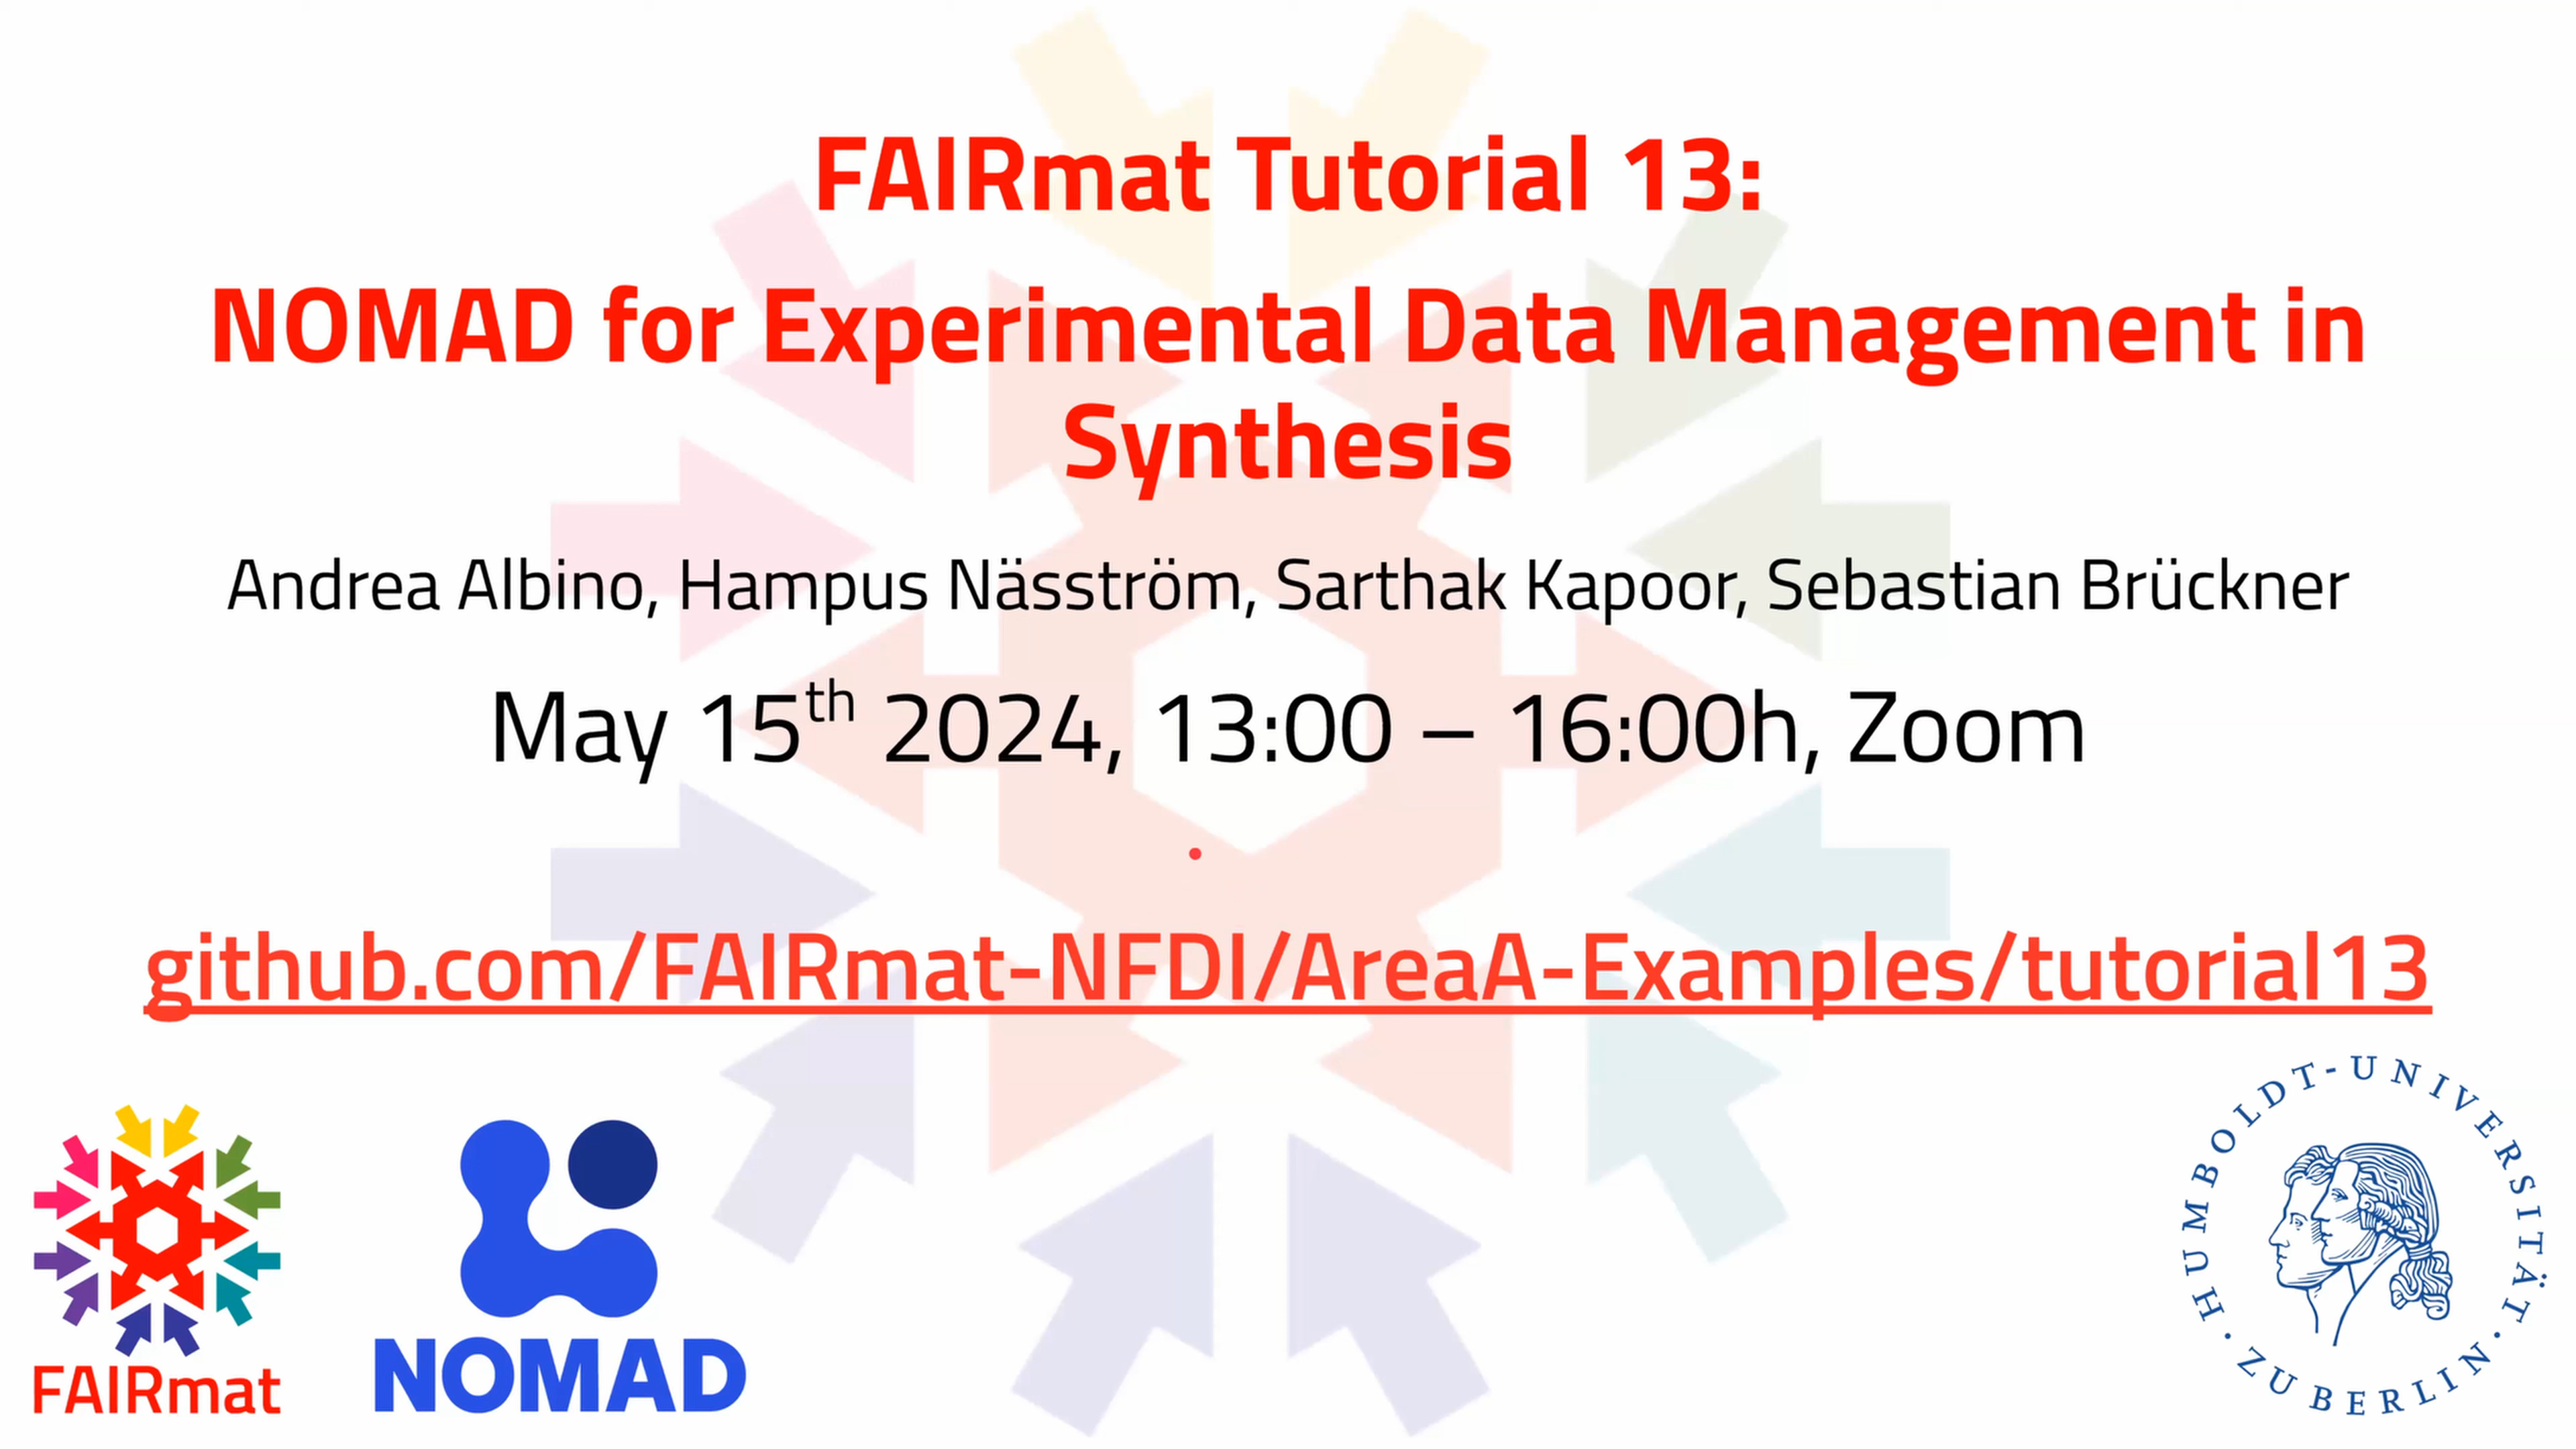 FAIRmat Tutorial 13:
NOMAD for Experimental Data Management in
Synthesis
Andrea Albino, Hampus Näsström, Sarthak Kapoor, Sebastian Brückner
May 15th 2024, 13:00 – 16:00h, Zoom
github.com/FAIRmat-NFDI/AreaA-Examples/tutorial13
FAIRmat
NOMAD
HUMBOLDT-UNIVERSITÄT · ZU BERLIN ·